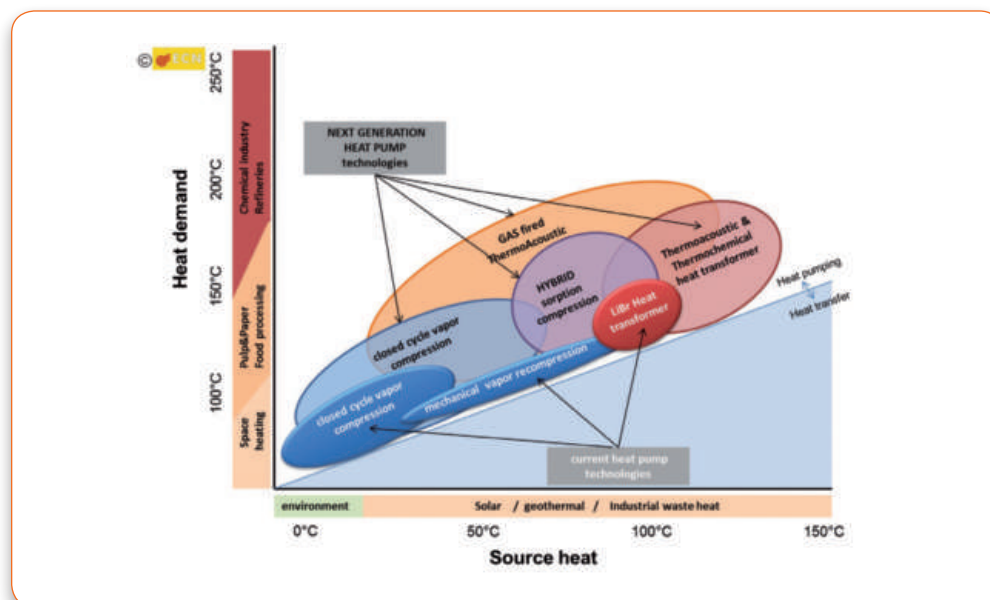 © ECN
250°C
200°C
150°C
100°C
Heat demand
Chemical industry
Refineries
Pulp&Paper
Food processing
Space
heating
NEXT GENERATION
HEAT PUMP
technologies
GAS fired
ThermoAcoustic
Thermoacoustic &
Thermochemical
heat transformer
HYBRID
sorption
compression
LiBr Heat
transformer
Heat pumping
Heat transfer
closed cycle vapor
compression
closed cycle vapor
compression
mechanical vapor recompression
current heat pump
technologies
environment
Solar / geothermal / Industrial waste heat
0°C
50°C
100°C
150°C
Source heat